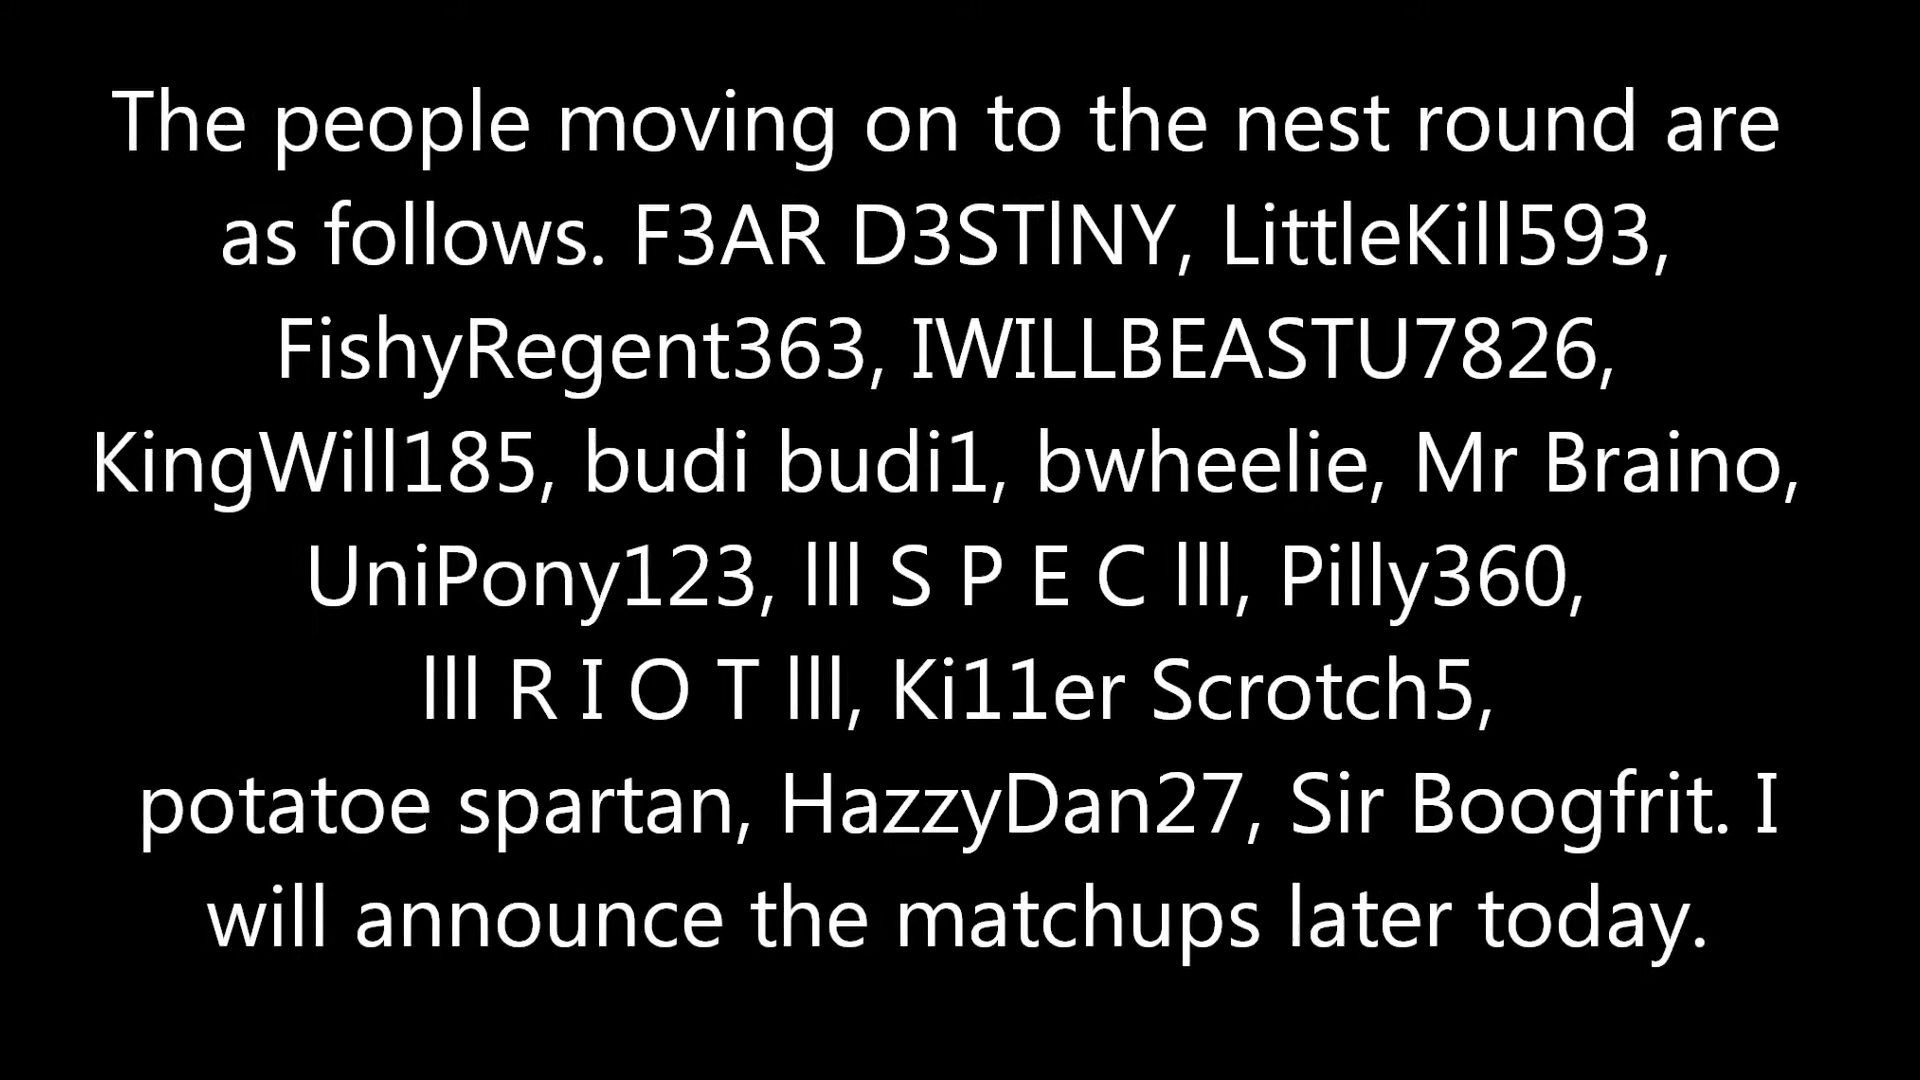 The people moving on to the nest round are
as follows. F3AR D3STlNY, LittleKill593,
FishyRegent363, IWILLBEASTU7826,
KingWill185, budi budi1, bwheelie, Mr Braino,
UniPony123, lll S P E C lll, Pilly360,
lll R I O T lll, Ki11er Scrotch5,
potatoe spartan, HazzyDan27, Sir Boogfrit. I
will announce the matchups later today.